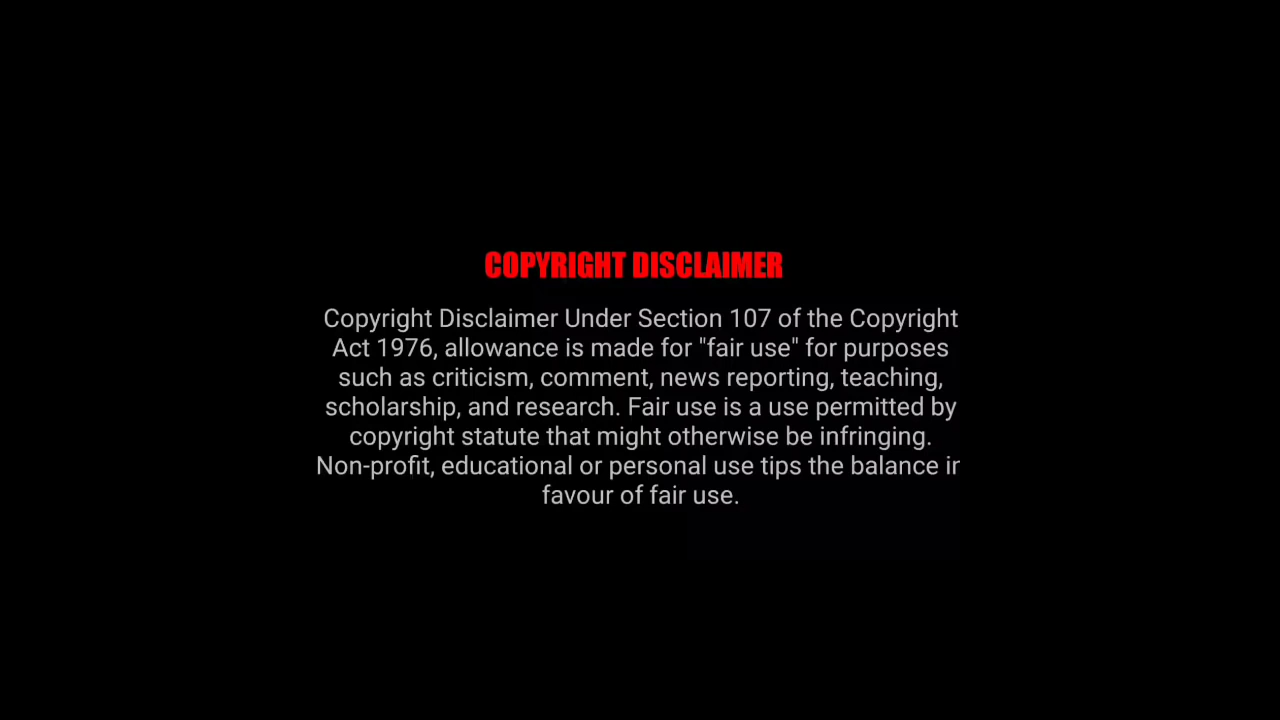 COPYRIGHT DISCLAIMER
Copyright Disclaimer Under Section 107 of the Copyright
Act 1976, allowance is made for "fair use" for purposes
such as criticism, comment, news reporting, teaching,
scholarship, and research. Fair use is a use permitted by
copyright statute that might otherwise be infringing.
Non-profit, educational or personal use tips the balance in
favour of fair use.